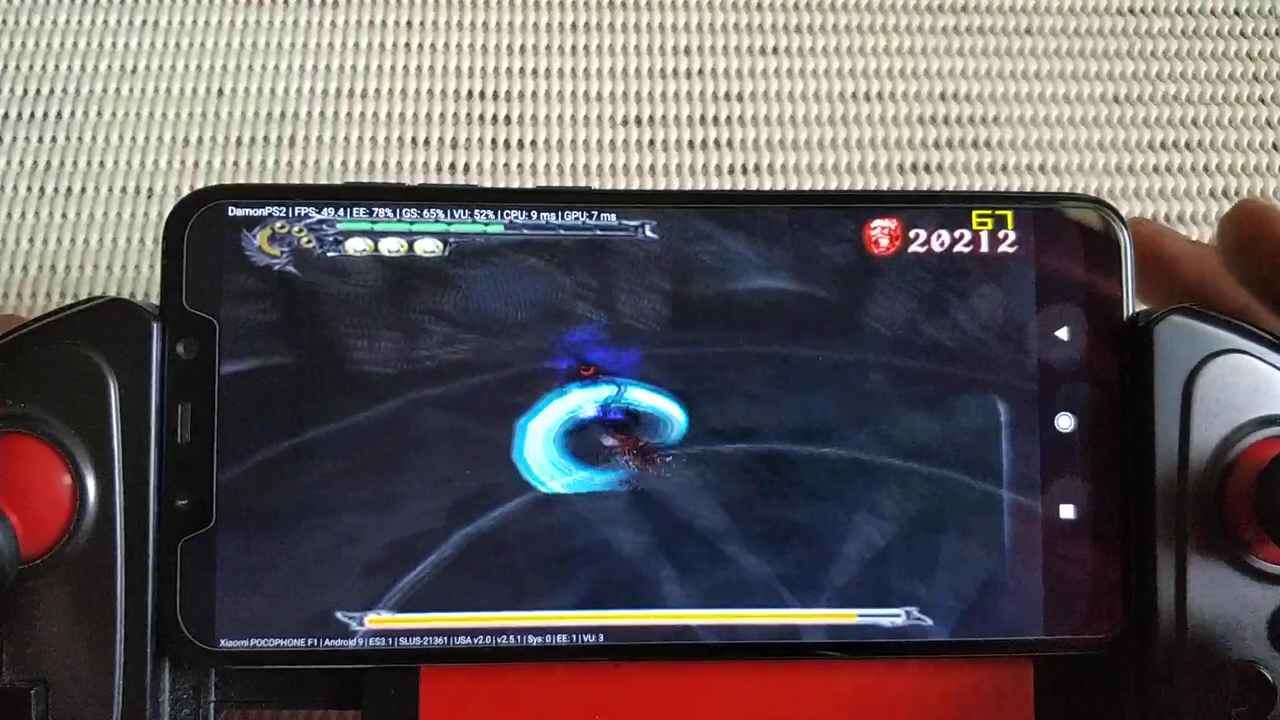 DamonPS2 | FPS: 49.4 | EE: 78% | GS: 65% | VU: 52% | CPU: 9 ms | GPU: 7 ms
67
20212
Xiaomi POCOPHONE F1 | Android 9 | ES3.1 | SLUS-21361 | USA v2.0 | v2.5.1 | Sys: 0 | EE: 1 | VU: 3